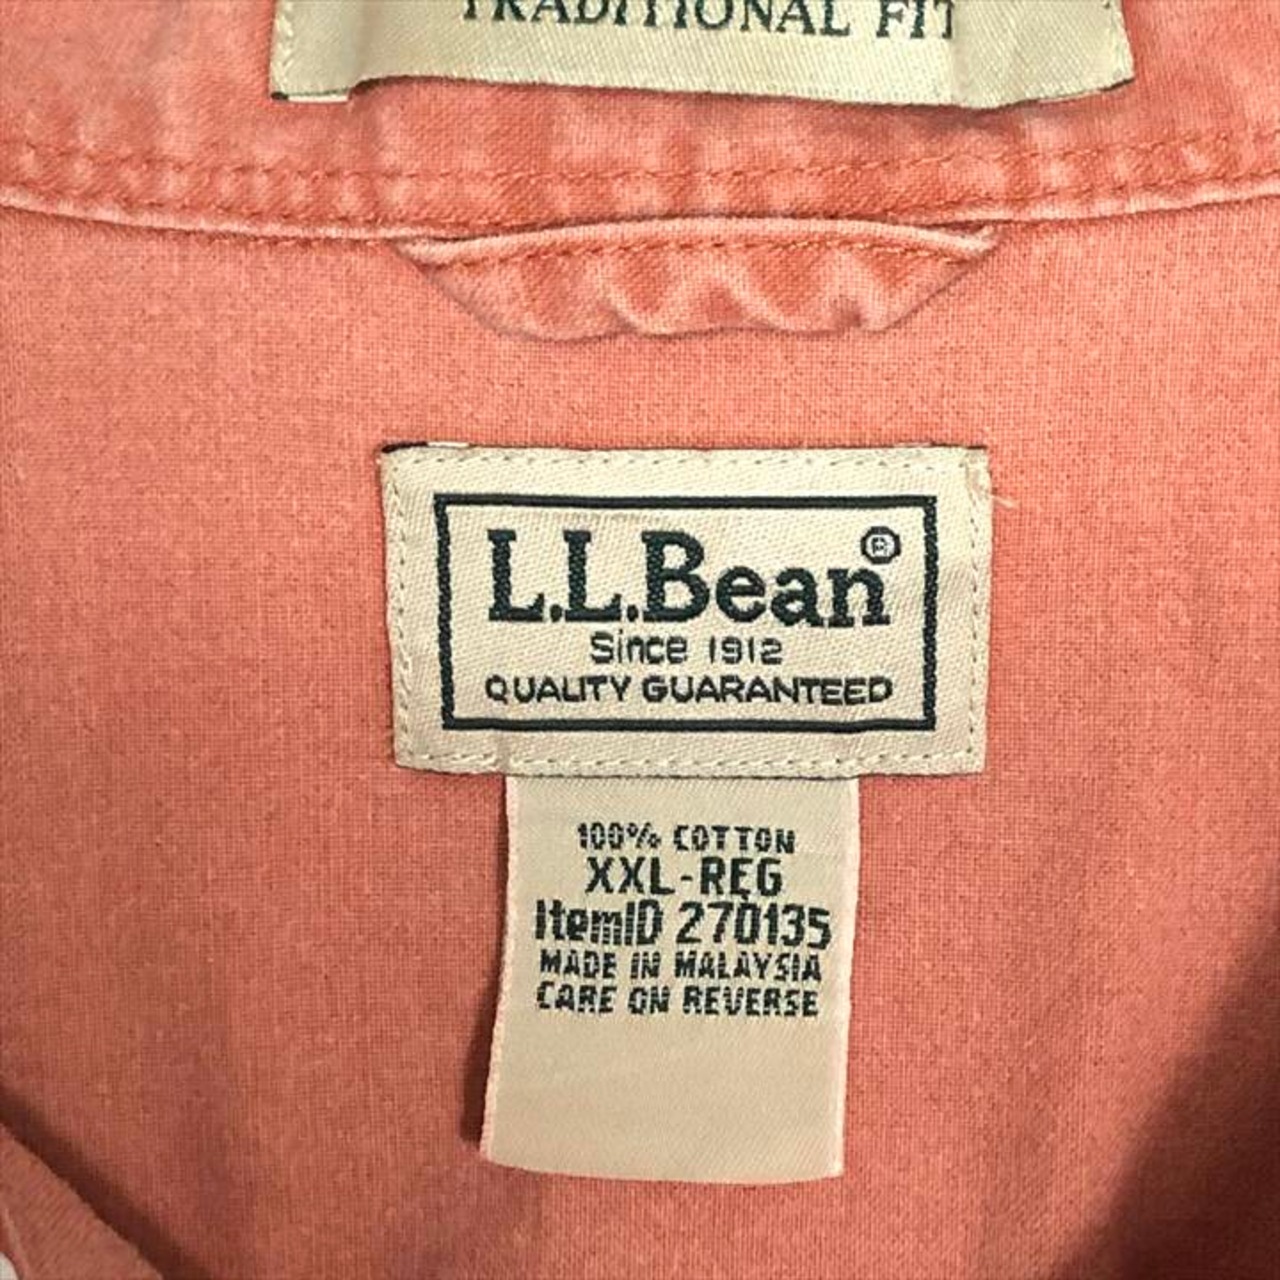 TRADITIONAL FIT
L.L.Bean®
Since 1912
QUALITY GUARANTEED
100% COTTON
XXL-REG
ItemID 270135
MADE IN MALAYSIA
CARE ON REVERSE